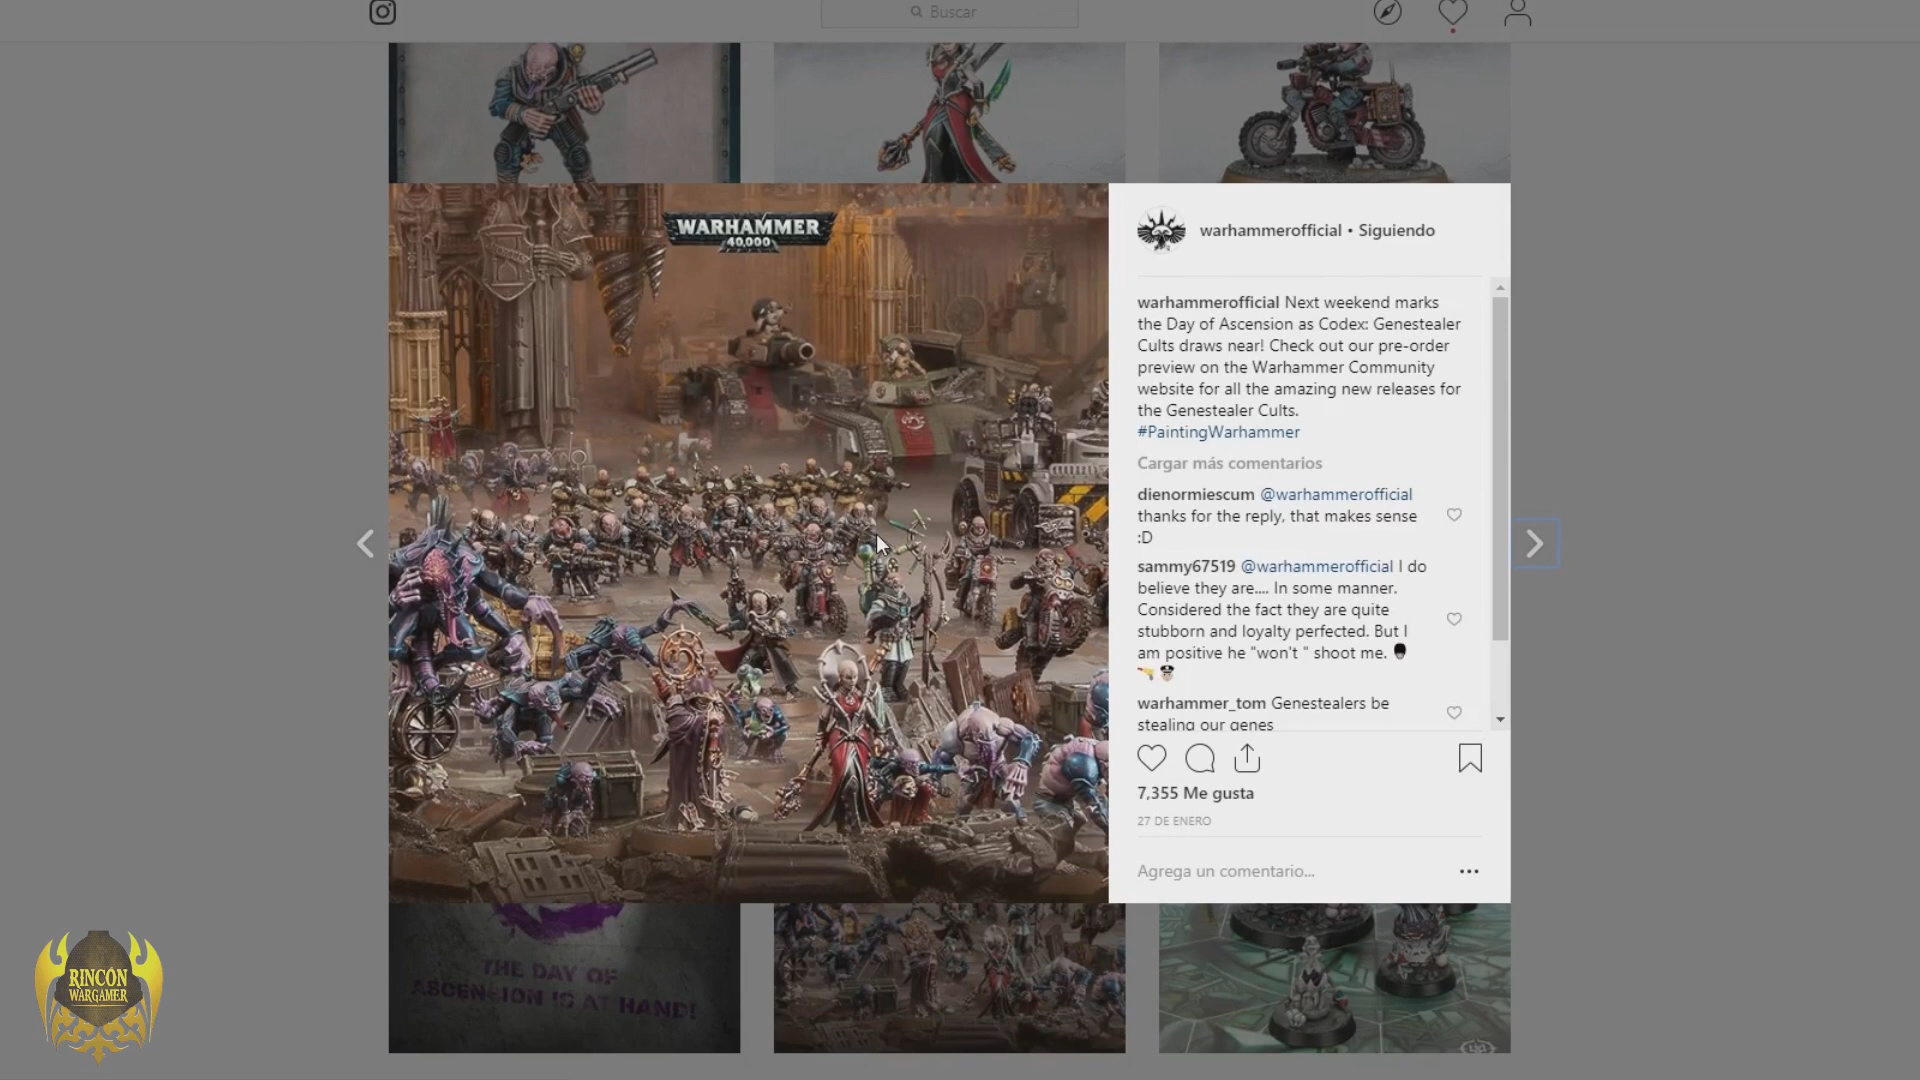 Buscar
WARHAMMER
40,000
warhammerofficial • Siguiendo
warhammerofficial Next weekend marks
the Day of Ascension as Codex: Genestealer
Cults draws near! Check out our pre-order
preview on the Warhammer Community
website for all the amazing new releases for
the Genestealer Cults.
#PaintingWarhammer
Cargar más comentarios
dienormiescum @warhammerofficial
thanks for the reply, that makes sense
:D
sammy67519 @warhammerofficial I do
believe they are.... In some manner.
Considered the fact they are quite
stubborn and loyalty perfected. But I
am positive he "won't " shoot me.
warhammer_tom Genestealers be
stealing our genes
7,355 Me gusta
27 DE ENERO
Agrega un comentario...
THE DAY OF
ASCENSION IS AT HAND!
RINCÓN
WARGAMER